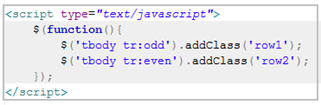 <script type="text/javascript">
    $(function(){
        $('tbody tr:odd').addClass('row1');
        $('tbody tr:even').addClass('row2');
    });
</script>